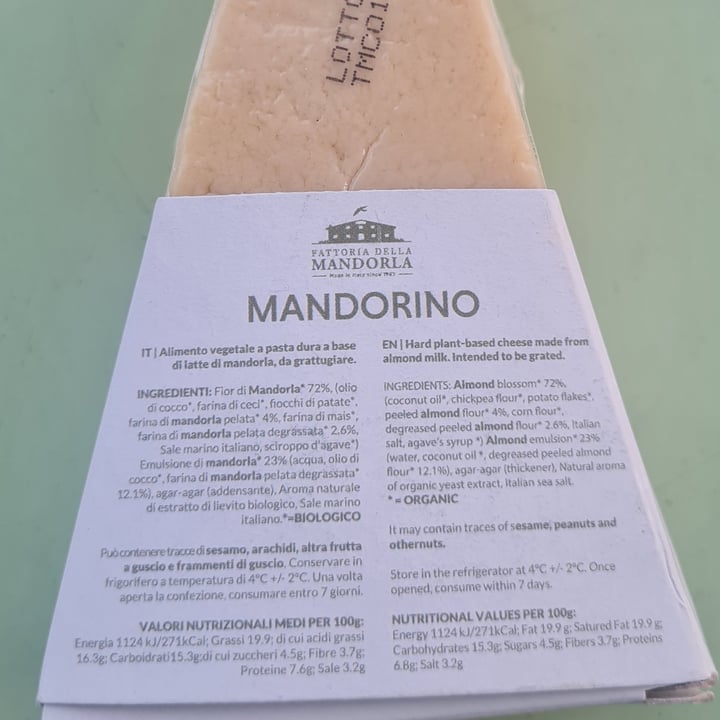 LOTTO
TMC01
FATTORIA DELLA
MANDORLA
Made in Italy since 1987
MANDORINO
IT | Alimento vegetale a pasta dura a base
di latte di mandorla, da grattugiare.
INGREDIENTI: Fior di Mandorla* 72%, (olio
di cocco*, farina di ceci*, fiocchi di patate*,
farina di mandorla pelata* 4%, farina di mais*,
farina di mandorla pelata degrassata* 2,6%,
Sale marino italiano, sciroppo d'agave*)
Emulsione di mandorla* 23% (acqua, olio di
cocco*, farina di mandorla pelata degrassata*
12.1%), agar-agar (addensante), Aroma naturale
di estratto di lievito biologico, Sale marino
italiano.*=BIOLOGICO
Può contenere tracce di sesamo, arachidi, altra frutta
a guscio e frammenti di guscio. Conservare in
frigorifero a temperatura di 4°C +/- 2°C. Una volta
aperta la confezione, consumare entro 7 giorni.
VALORI NUTRIZIONALI MEDI PER 100g:
Energia 1124 kJ/271kCal; Grassi 19.9; di cui acidi grassi
16.3g; Carboidrati 15.3g; di cui zuccheri 4.5g; Fibre 3.7g;
Proteine 7.6g; Sale 3.2g
EN | Hard plant-based cheese made from
almond milk. Intended to be grated.
INGREDIENTS: Almond blossom* 72%,
(coconut oil*, chickpea flour*, potato flakes*,
peeled almond flour* 4%, corn flour*,
degreased peeled almond flour* 2.6%, Italian
salt, agave's syrup *) Almond emulsion* 23%
(water, coconut oil *, degreased peeled almond
flour* 12.1%), agar-agar (thickener), Natural aroma
of organic yeast extract, Italian sea salt.
* = ORGANIC
It may contain traces of sesame, peanuts and
othernuts.
Store in the refrigerator at 4°C +/- 2°C. Once
opened, consume within 7 days.
NUTRITIONAL VALUES PER 100g:
Energy 1124 kJ/271kCal; Fat 19.9 g; Satured Fat 19.9 g;
Carbohydrates 15.3g; Sugars 4.5g; Fibers 3.7g; Proteins
6.8g; Salt 3.2g